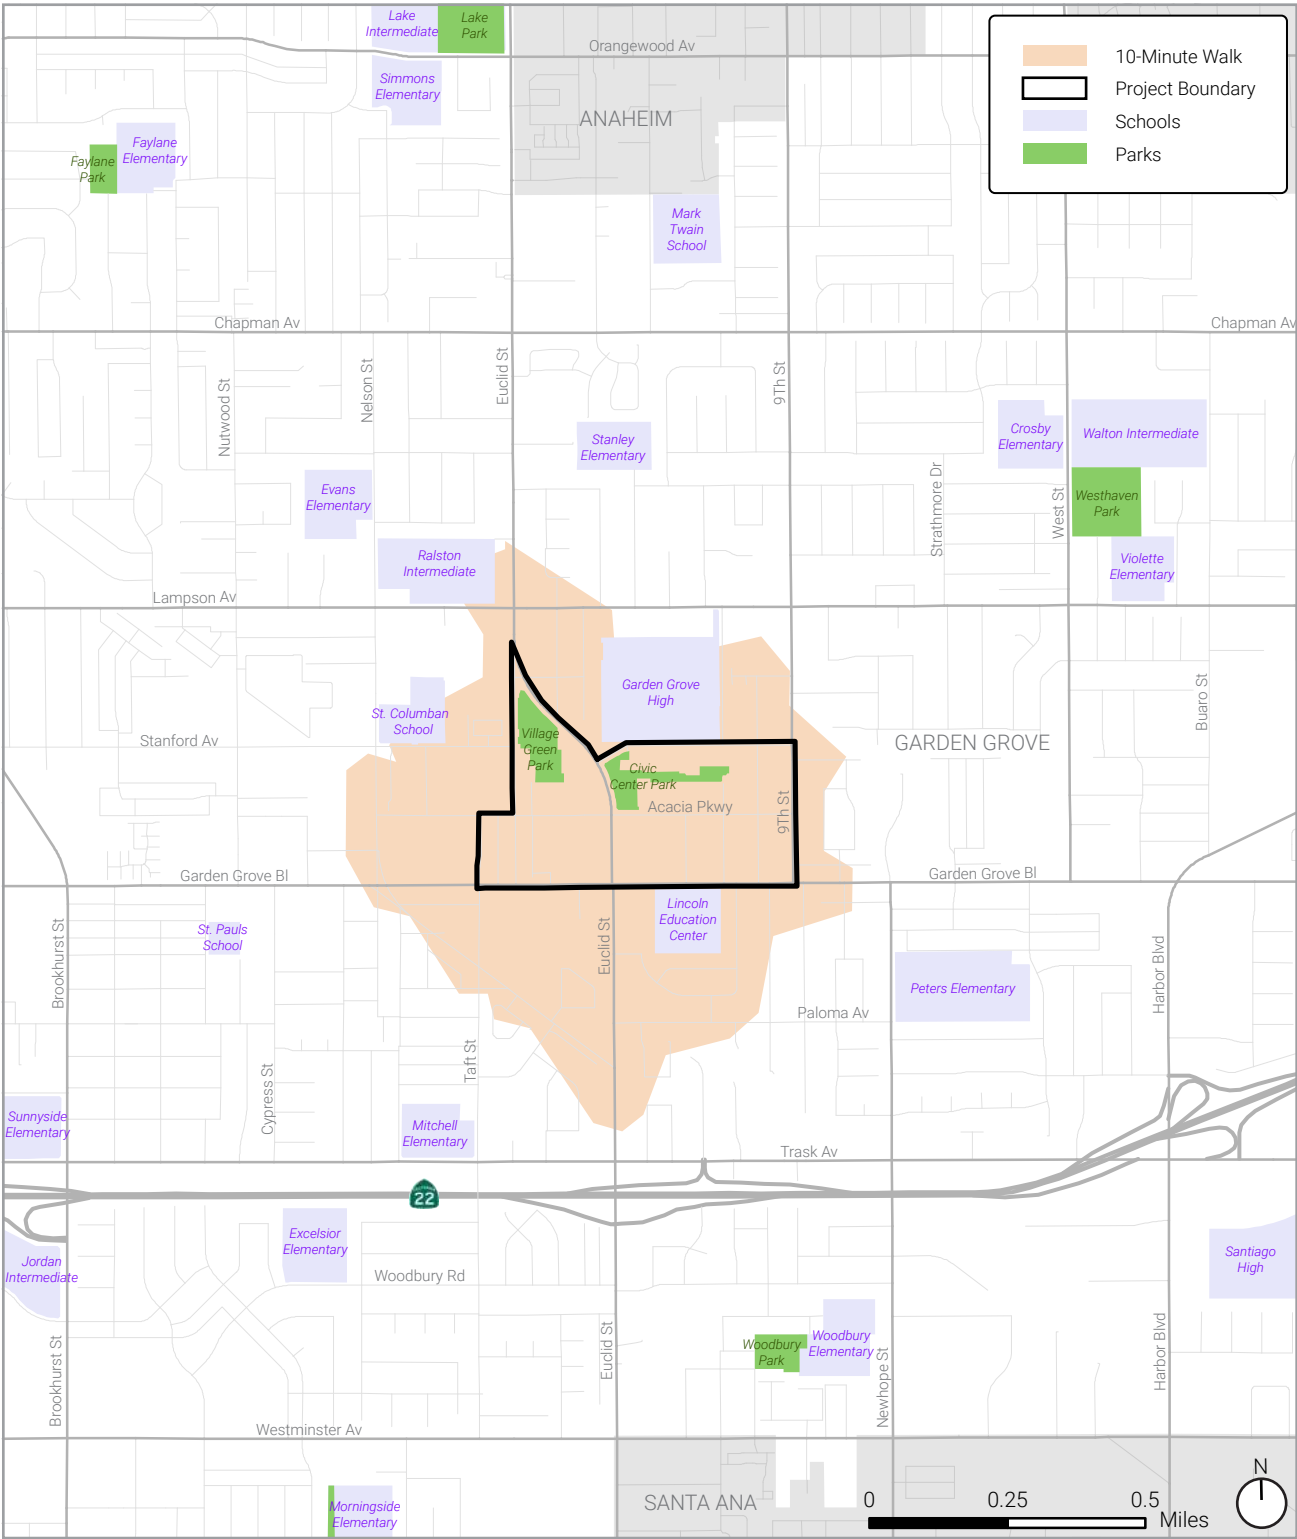 Lake
Intermediate
Lake
Park
Orangewood Av
10-Minute Walk
Project Boundary
Schools
Parks
Simmons
Elementary
ANAHEIM
Faylane
Elementary
Faylane
Park
Mark
Twain
School
Chapman Av
Chapman Av
Nutwood St
Nelson St
Euclid St
9Th St
Stanley
Elementary
Crosby
Elementary
Walton Intermediate
Evans
Elementary
Strathmore Dr
West St
Westhaven
Park
Ralston
Intermediate
Violette
Elementary
Lampson Av
Garden Grove
High
St. Columban
School
Buaro St
Stanford Av
Village
Green
Park
GARDEN GROVE
Civic
Center Park
Acacia Pkwy
9Th St
Garden Grove Bl
Garden Grove Bl
Lincoln
Education
Center
Brookhurst St
St. Pauls
School
Euclid St
Harbor Blvd
Peters Elementary
Paloma Av
Taft St
Cypress St
Sunnyside
Elementary
Mitchell
Elementary
Trask Av
22
Excelsior
Elementary
Jordan
Intermediate
Woodbury Rd
Santiago
High
Brookhurst St
Euclid St
Woodbury
Park
Woodbury
Elementary
Newhope St
Harbor Blvd
Westminster Av
Morningside
Elementary
SANTA ANA
0
0.25
0.5
Miles
N